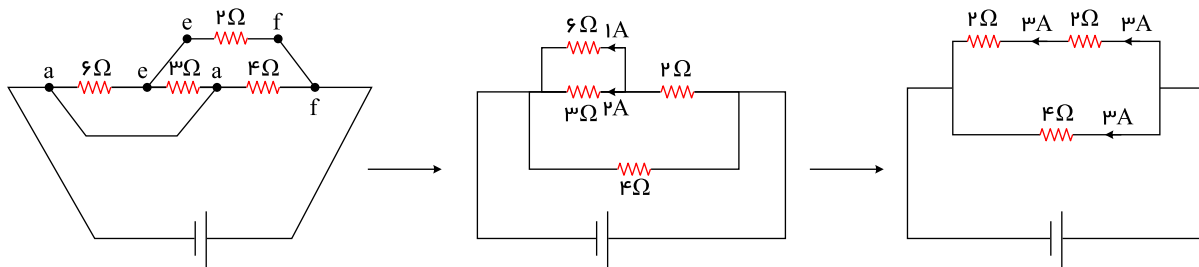 ۲Ω
e f
a ۶Ω e ۳Ω a ۴Ω
f
۶Ω ۱A
۲Ω
۳Ω ۲A
۴Ω
۲Ω ۳A ۲Ω ۳A
۴Ω ۳A